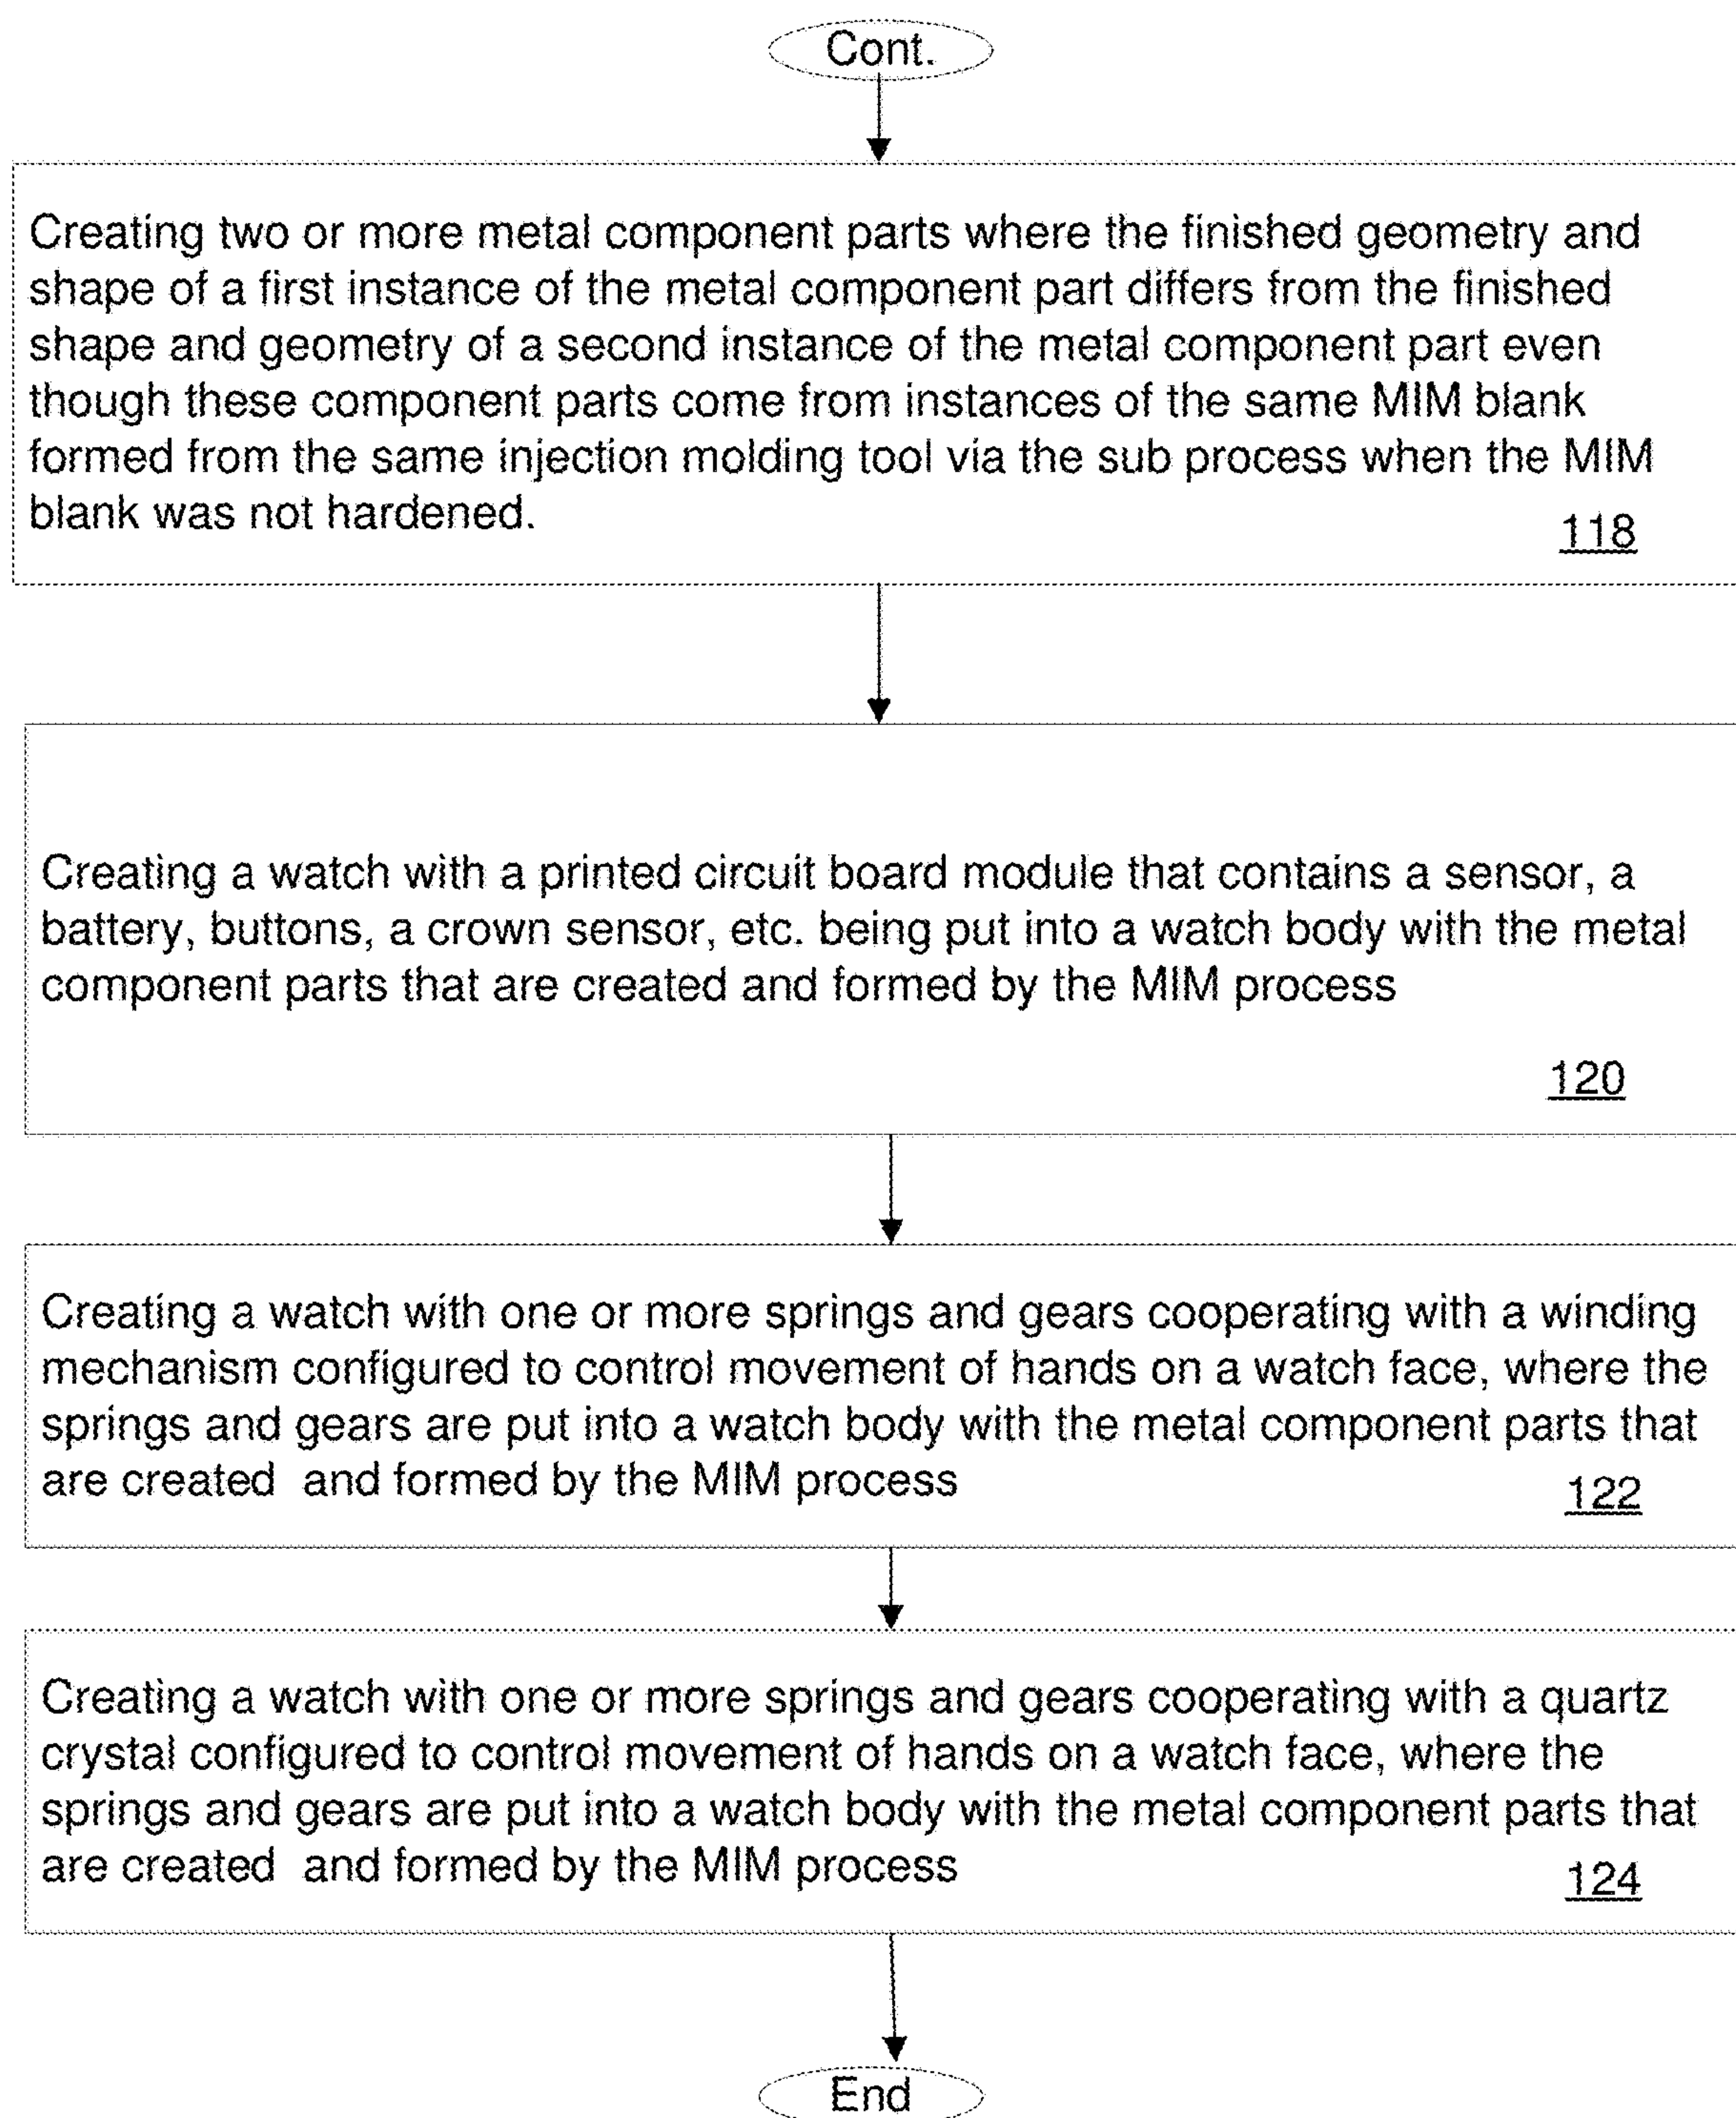 Cont.
Creating two or more metal component parts where the finished geometry and
shape of a first instance of the metal component part differs from the finished
shape and geometry of a second instance of the metal component part even
though these component parts come from instances of the same MIM blank
formed from the same injection molding tool via the sub process when the MIM
blank was not hardened.
118
Creating a watch with a printed circuit board module that contains a sensor, a
battery, buttons, a crown sensor, etc. being put into a watch body with the metal
component parts that are created and formed by the MIM process
120
Creating a watch with one or more springs and gears cooperating with a winding
mechanism configured to control movement of hands on a watch face, where the
springs and gears are put into a watch body with the metal component parts that
are created  and formed by the MIM process
122
Creating a watch with one or more springs and gears cooperating with a quartz
crystal configured to control movement of hands on a watch face, where the
springs and gears are put into a watch body with the metal component parts that
are created  and formed by the MIM process
124
End